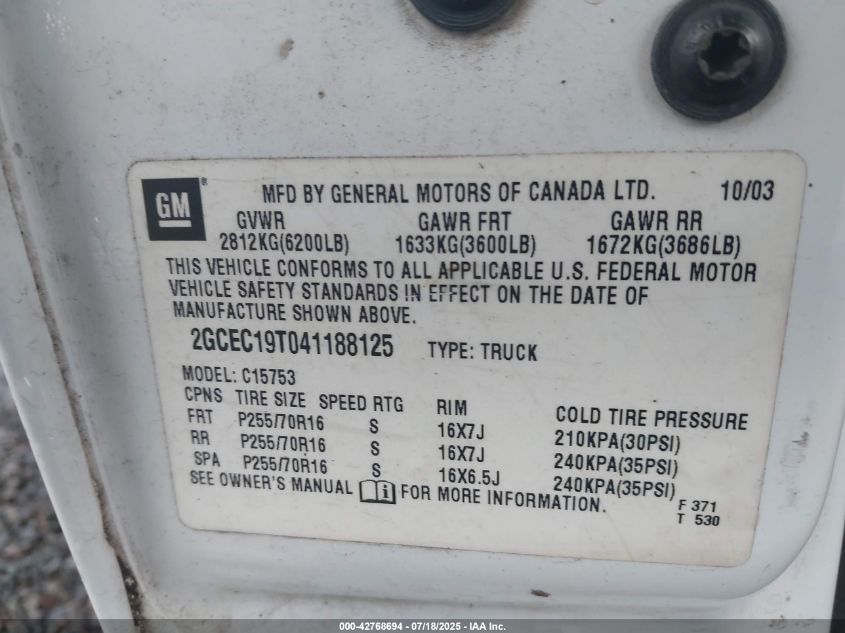 GM ® MFD BY GENERAL MOTORS OF CANADA LTD. 10/03
GVWR GAWR FRT GAWR RR
2812KG(6200LB) 1633KG(3600LB) 1672KG(3686LB)
THIS VEHICLE CONFORMS TO ALL APPLICABLE U.S. FEDERAL MOTOR
VEHICLE SAFETY STANDARDS IN EFFECT ON THE DATE OF
MANUFACTURE SHOWN ABOVE.
2GCEC19T041188125 TYPE: TRUCK
MODEL: C15753
CPNS TIRE SIZE SPEED RTG RIM COLD TIRE PRESSURE
FRT P255/70R16 S 16X7J 210KPA(30PSI)
RR P255/70R16 S 16X7J 240KPA(35PSI)
SPA P255/70R16 S 16X6.5J 240KPA(35PSI)
SEE OWNER'S MANUAL FOR MORE INFORMATION.
F 371
T 530
000-42768694 - 07/18/2025 - IAA Inc.